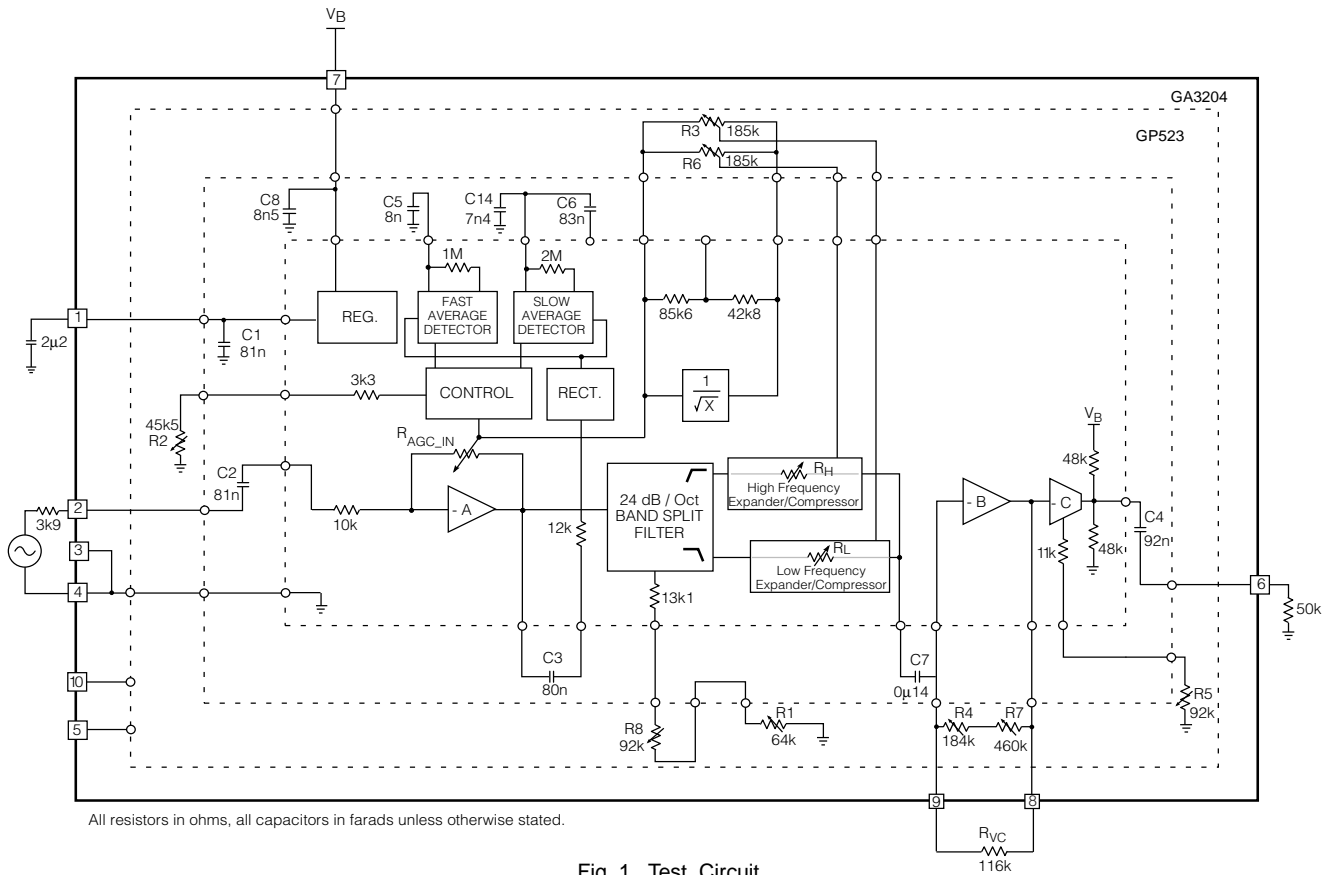 VB
7
GA3204
GP523
R3
185k
R6
185k
C8
8n5
C5
8n
C14
7n4
C6
83n
1M
2M
REG.
FAST
AVERAGE
DETECTOR
SLOW
AVERAGE
DETECTOR
85k6
42k8
1
2µ2
C1
81n
3k3
CONTROL
RECT.
1
√X
45k5
R2
RAGC_IN
VB
48k
C2
81n
2
3k9
10k
- A
12k
24 dB / Oct
BAND SPLIT
FILTER
RH
High Frequency
Expander/Compressor
RL
Low Frequency
Expander/Compressor
- B
- C
11k
48k
C4
92n
3
4
13k1
6
50k
C3
80n
C7
0µ14
10
5
R8
92k
R1
64k
R4
184k
R7
460k
R5
92k
9
8
RVC
116k
All resistors in ohms, all capacitors in farads unless otherwise stated.
Fig. 1 Test Circuit